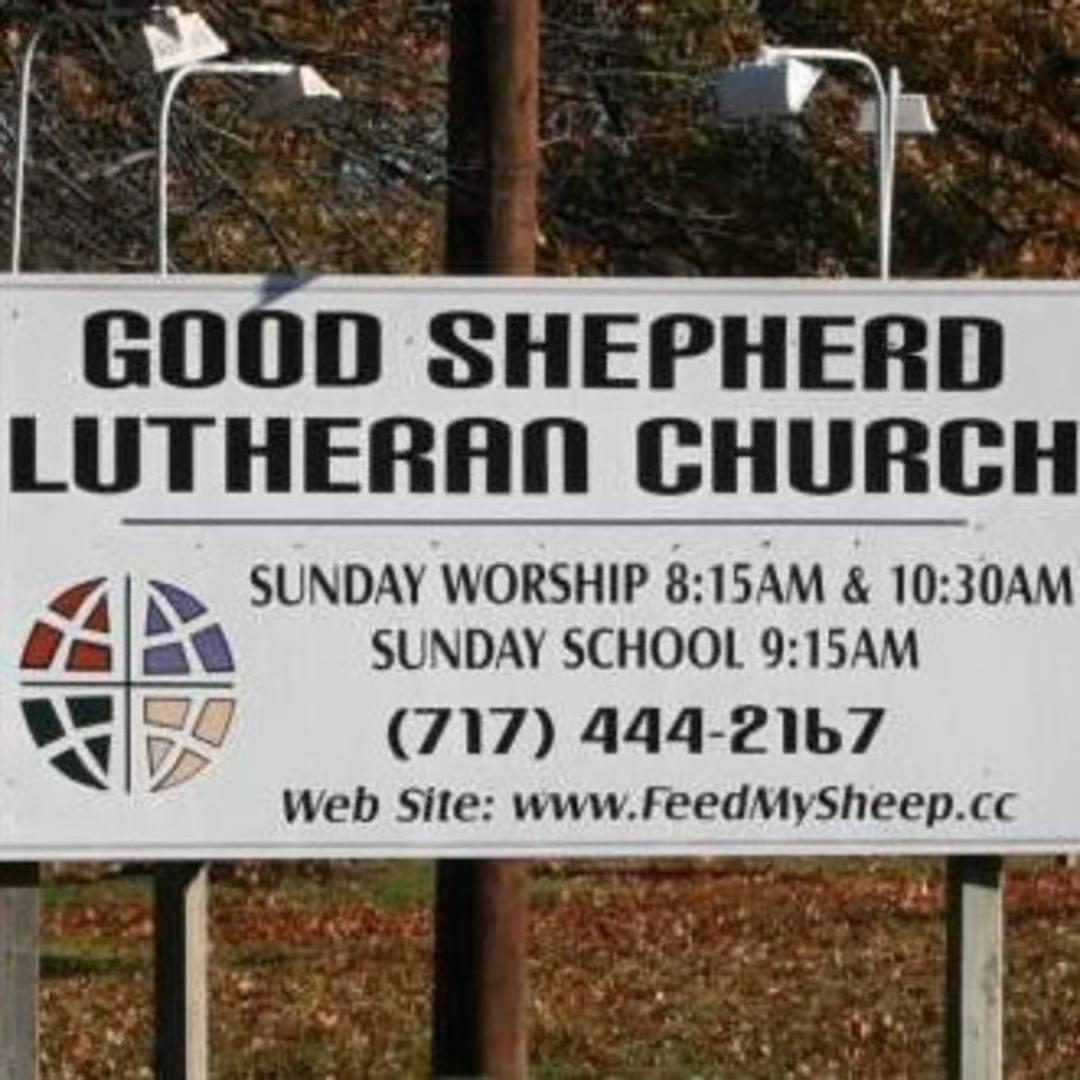 GOOD SHEPHERD
LUTHERAN CHURCH
SUNDAY WORSHIP 8:15AM & 10:30AM
SUNDAY SCHOOL 9:15AM
(717) 444-2167
Web Site: www.FeedMySheep.cc